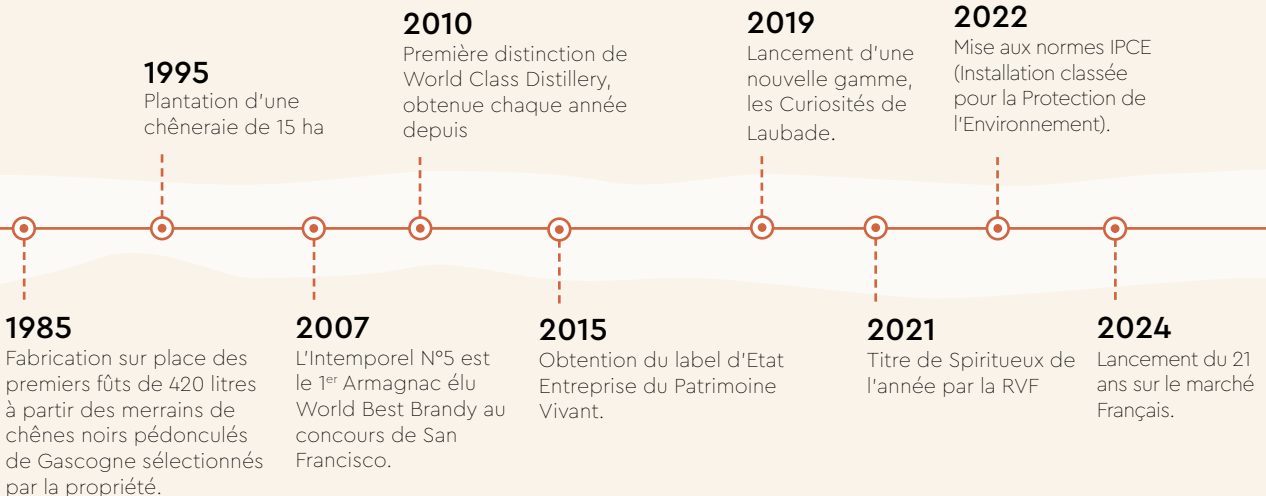 1985
Fabrication sur place des
premiers fûts de 420 litres
à partir des merrains de
chênes noirs pédonculés
de Gascogne sélectionnés
par la propriété.
1995
Plantation d'une
chêneraie de 15 ha
2007
L'Intemporel N°5 est
le 1er Armagnac élu
World Best Brandy au
concours de San
Francisco.
2010
Première distinction de
World Class Distillery,
obtenue chaque année
depuis
2015
Obtention du label d'Etat
Entreprise du Patrimoine
Vivant.
2019
Lancement d'une
nouvelle gamme,
les Curiosités de
Laubade.
2021
Titre de Spiritueux de
l'année par la RVF
2022
Mise aux normes IPCE
(Installation classée
pour la Protection de
l'Environnement).
2024
Lancement du 21
ans sur le marché
Français.